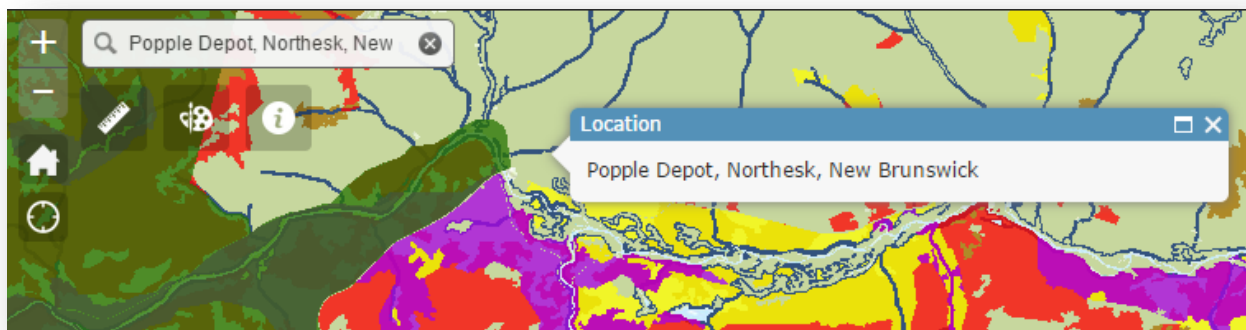 Popple Depot, Northesk, New
Location
Popple Depot, Northesk, New Brunswick